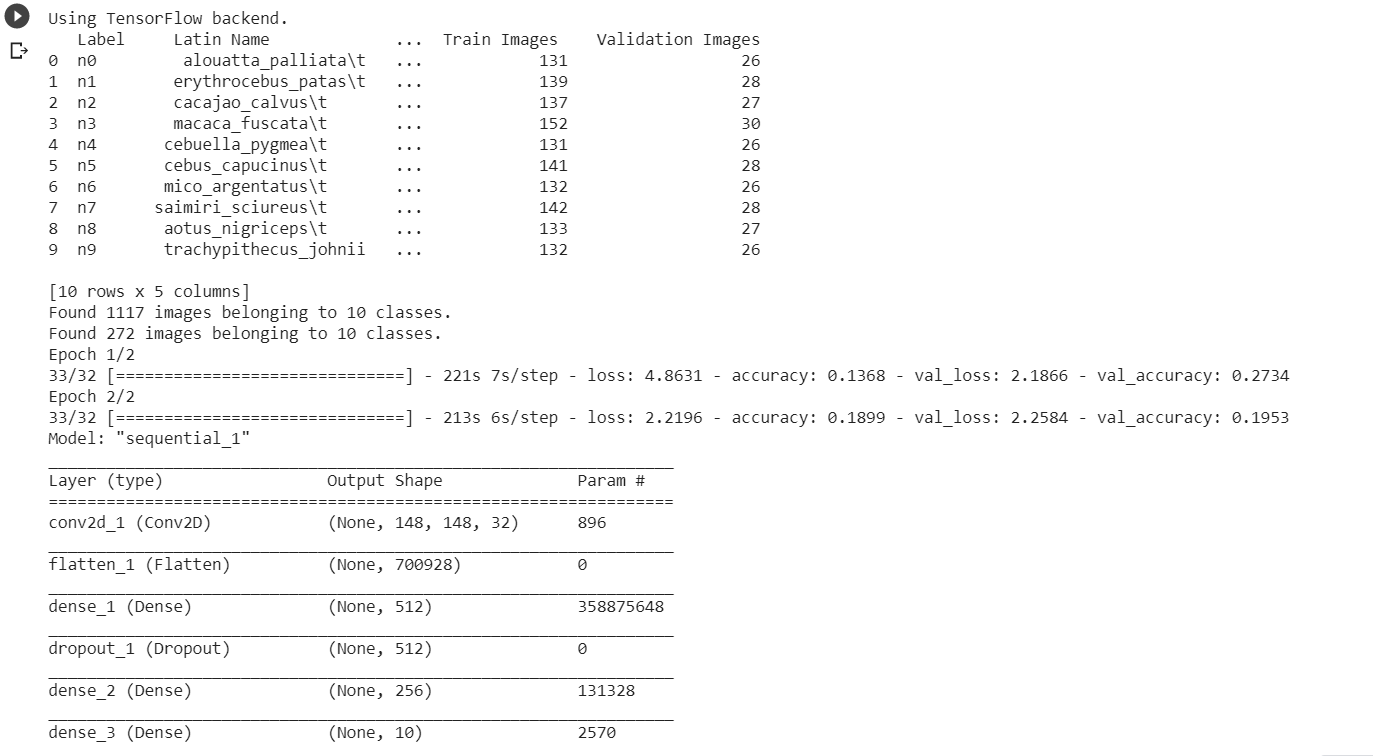 Using TensorFlow backend.
   Label     Latin Name             ...  Train Images    Validation Images
0  n0          alouatta_palliata\t   ...            131                  26
1  n1         erythrocebus_patas\t   ...            139                  28
2  n2         cacajao_calvus\t       ...            137                  27
3  n3         macaca_fuscata\t       ...            152                  30
4  n4        cebuella_pygmea\t       ...            131                  26
5  n5        cebus_capucinus\t       ...            141                  28
6  n6        mico_argentatus\t       ...            132                  26
7  n7       saimiri_sciureus\t       ...            142                  28
8  n8        aotus_nigriceps\t       ...            133                  27
9  n9        trachypithecus_johnii   ...            132                  26
[10 rows x 5 columns]
Found 1117 images belonging to 10 classes.
Found 272 images belonging to 10 classes.
Epoch 1/2
33/32 [==============================] - 221s 7s/step - loss: 4.8631 - accuracy: 0.1368 - val_loss: 2.1866 - val_accuracy: 0.2734
Epoch 2/2
33/32 [==============================] - 213s 6s/step - loss: 2.2196 - accuracy: 0.1899 - val_loss: 2.2584 - val_accuracy: 0.1953
Model: "sequential_1"
_________________________________________________________________
Layer (type)                 Output Shape              Param #
=================================================================
conv2d_1 (Conv2D)            (None, 148, 148, 32)      896
_________________________________________________________________
flatten_1 (Flatten)          (None, 700928)            0
_________________________________________________________________
dense_1 (Dense)              (None, 512)               358875648
_________________________________________________________________
dropout_1 (Dropout)          (None, 512)               0
_________________________________________________________________
dense_2 (Dense)              (None, 256)               131328
_________________________________________________________________
dense_3 (Dense)              (None, 10)                2570